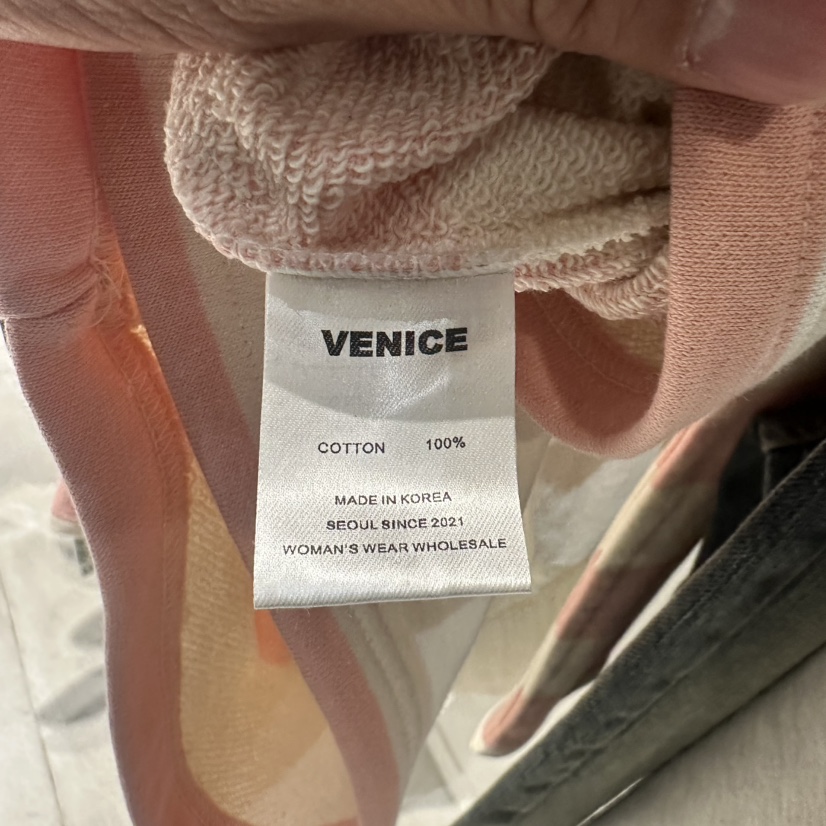 VENICE
COTTON 100%
MADE IN KOREA
SEOUL SINCE 2021
WOMAN'S WEAR WHOLESALE